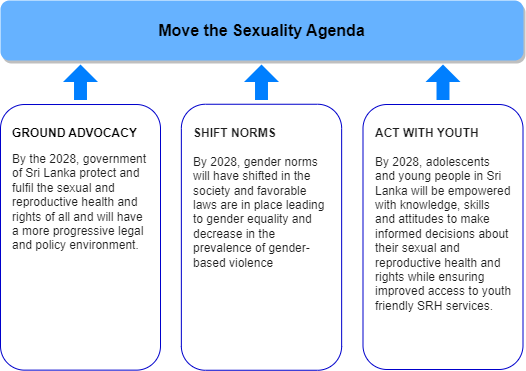 Move the Sexuality Agenda
GROUND ADVOCACY
By the 2028, government
of Sri Lanka protect and
fulfil the sexual and
reproductive health and
rights of all and will have
a more progressive legal
and policy environment.
SHIFT NORMS
By 2028, gender norms
will have shifted in the
society and favorable
laws are in place leading
to gender equality and
decrease in the
prevalence of gender-
based violence
ACT WITH YOUTH
By 2028, adolescents
and young people in Sri
Lanka will be empowered
with knowledge, skills
and attitudes to make
informed decisions about
their sexual and
reproductive health and
rights while ensuring
improved access to youth
friendly SRH services.